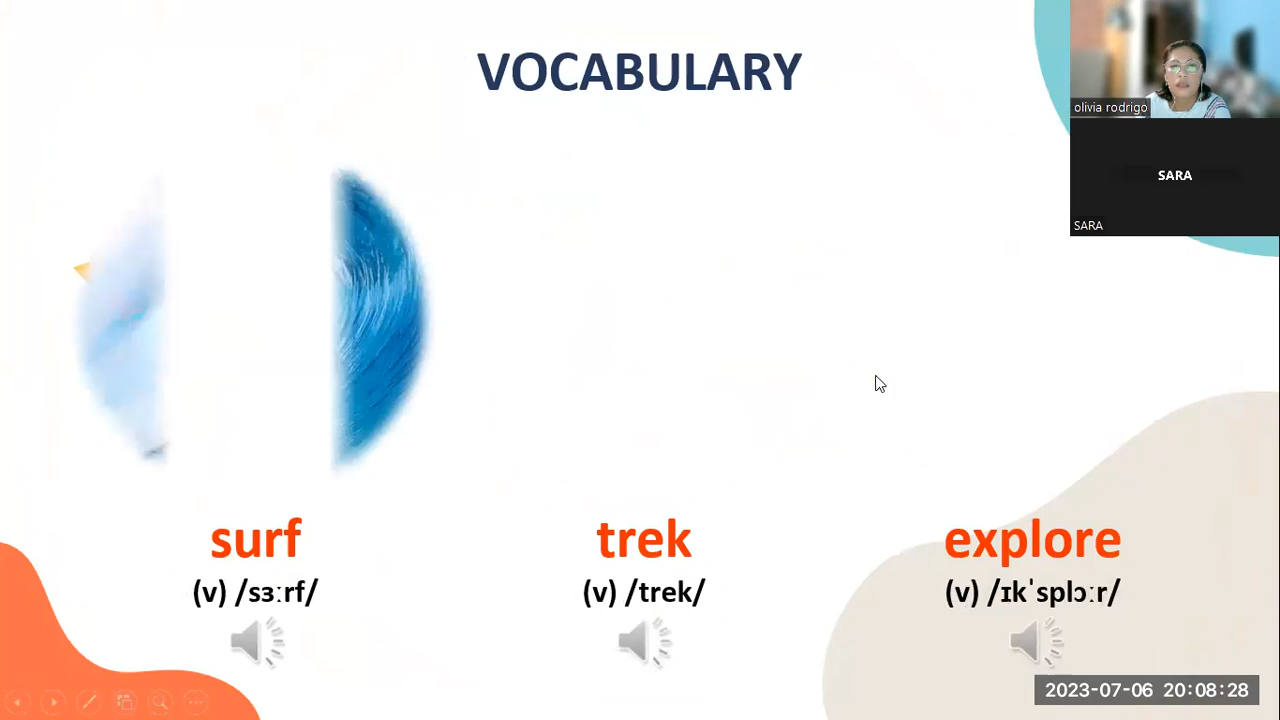 VOCABULARY
olivia rodrigo
SARA
SARA
surf
(v) /sɜːrf/
trek
(v) /trek/
explore
(v) /ɪkˈsplɔːr/
2023-07-06 20:08:28